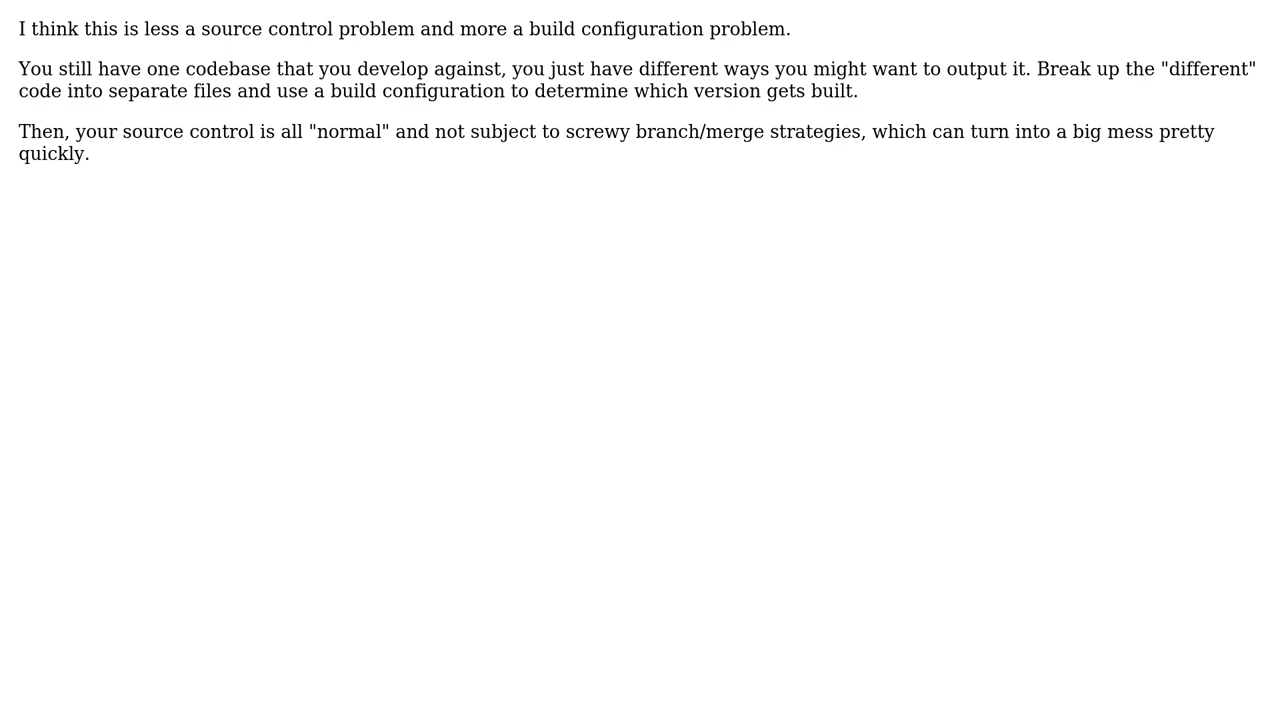 I think this is less a source control problem and more a build configuration problem.
You still have one codebase that you develop against, you just have different ways you might want to output it. Break up the "different"
code into separate files and use a build configuration to determine which version gets built.
Then, your source control is all "normal" and not subject to screwy branch/merge strategies, which can turn into a big mess pretty
quickly.